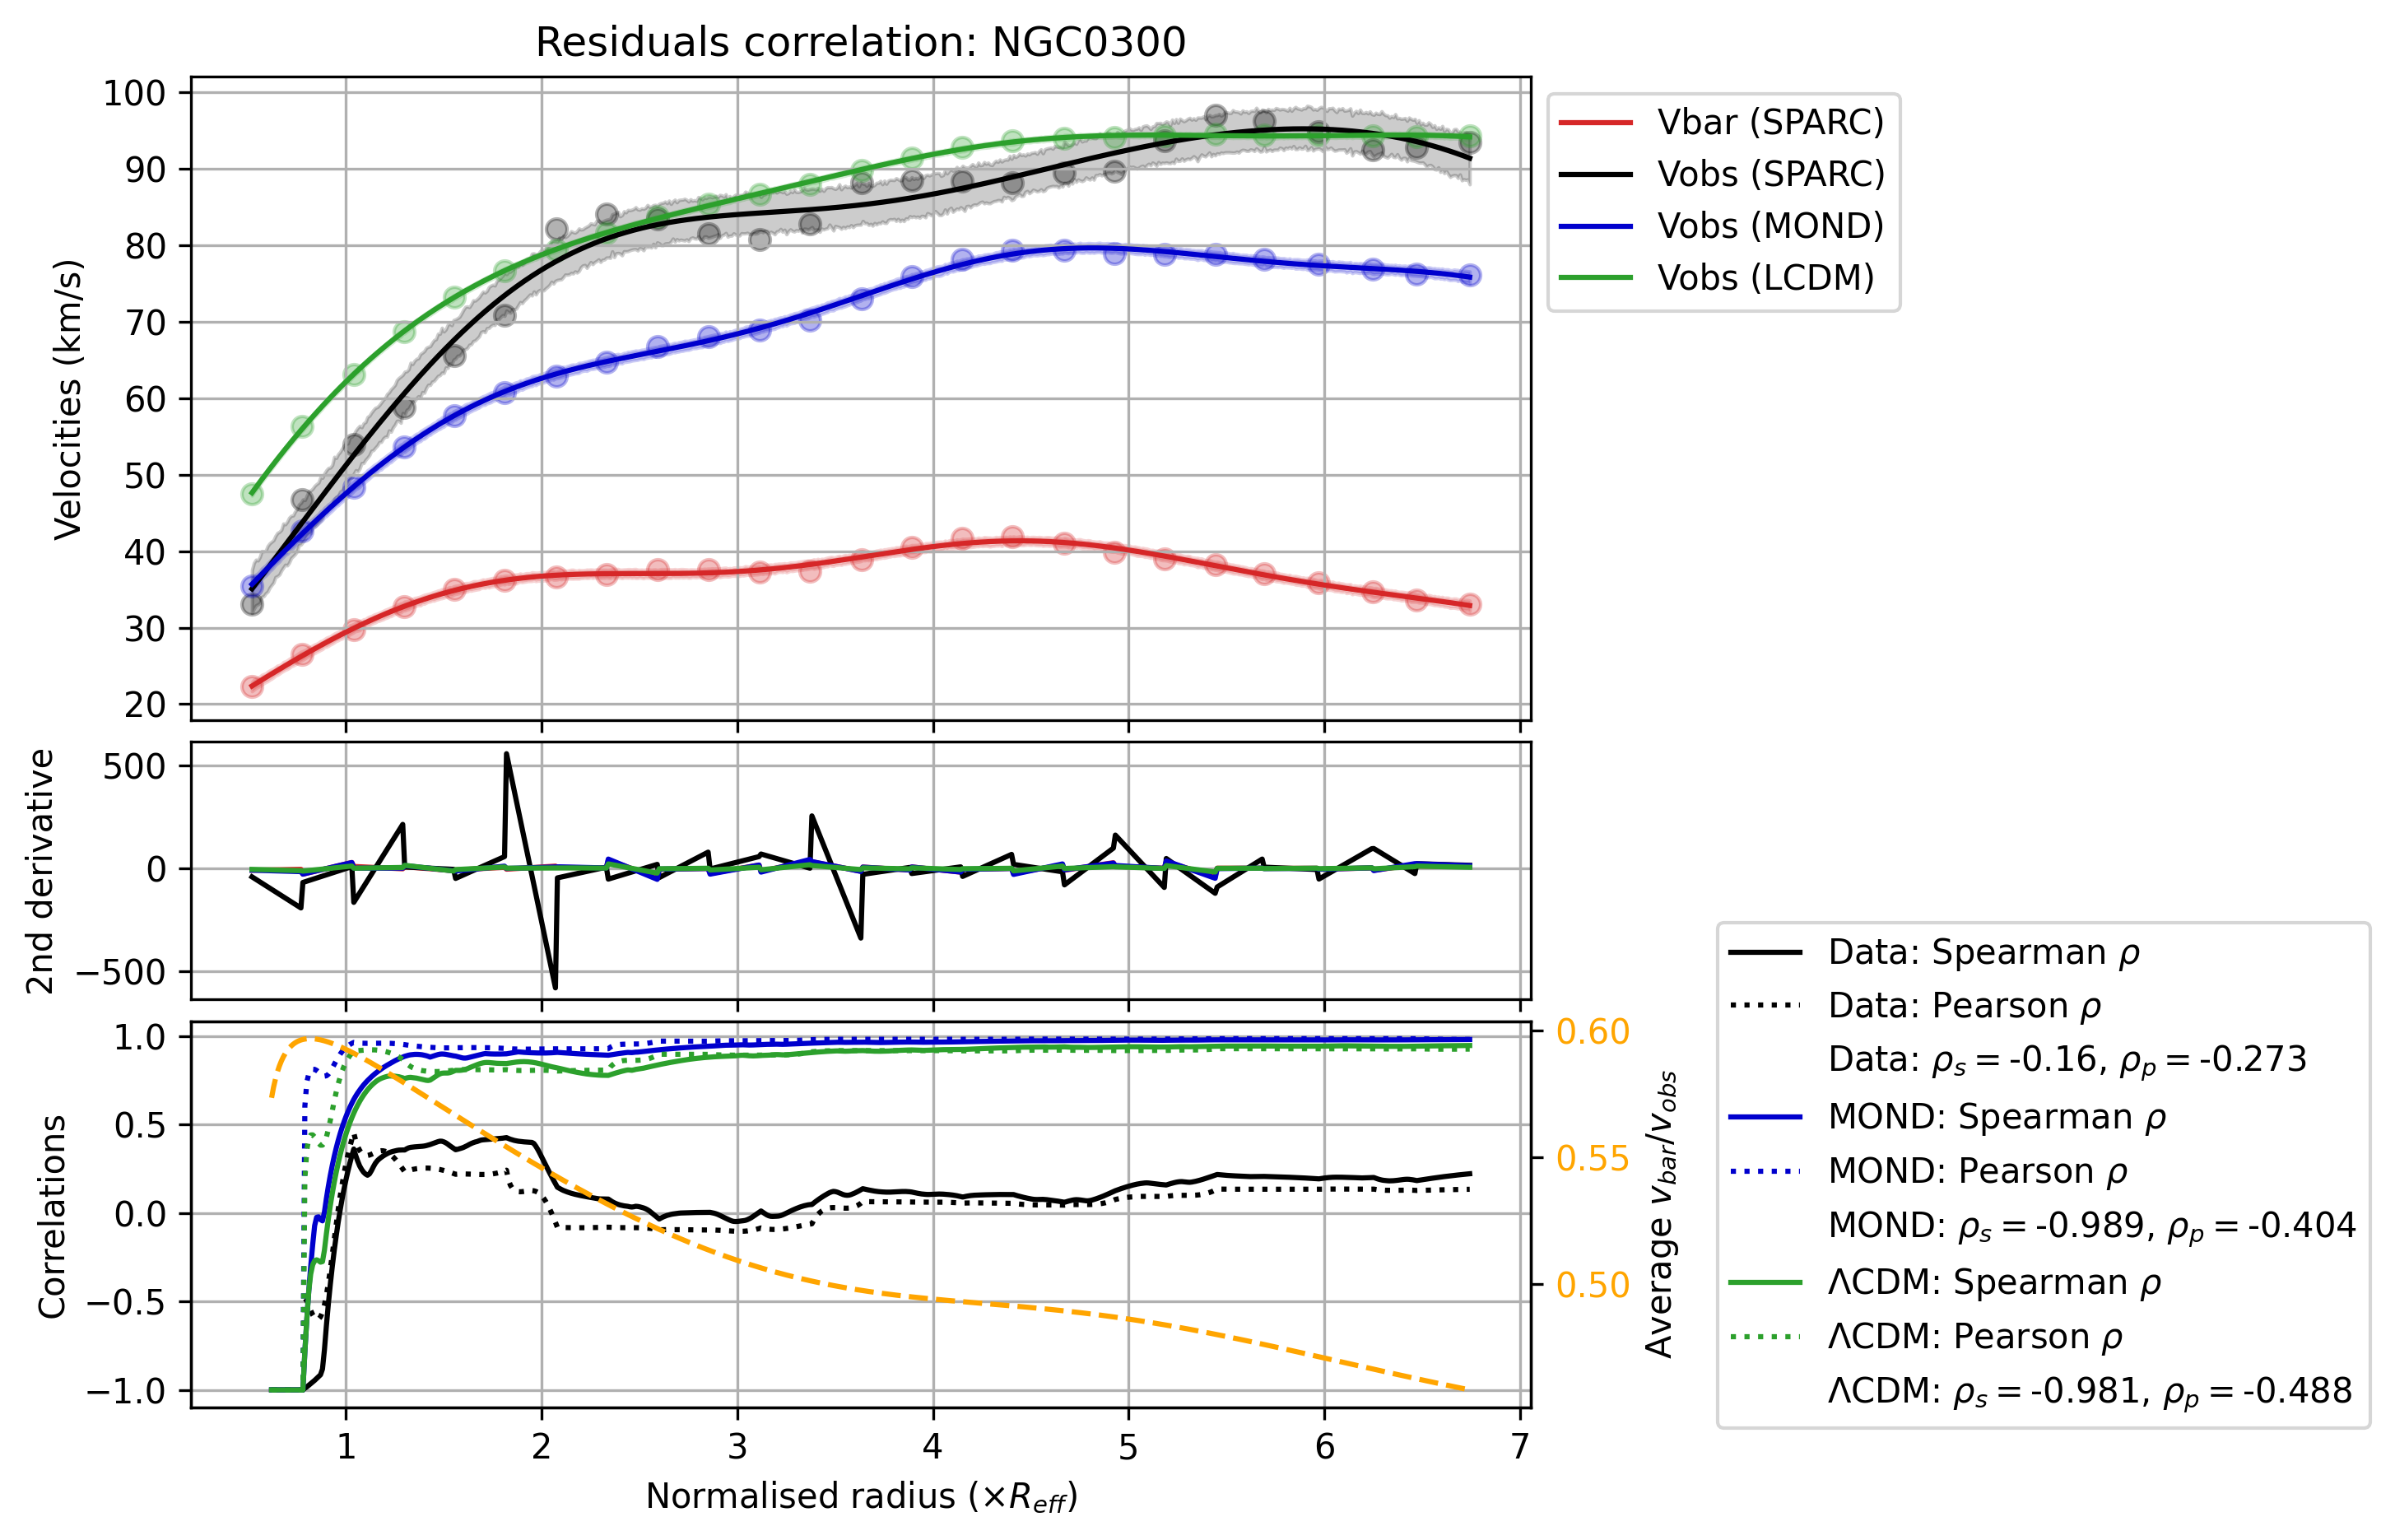 Residuals correlation: NGC0300
100
90
80
70
60
50
40
30
20
Velocities (km/s)
Vbar (SPARC)
Vobs (SPARC)
Vobs (MOND)
Vobs (LCDM)
500
0
−500
2nd derivative
1.0
0.5
0.0
−0.5
−1.0
Correlations
0.60
0.55
0.50
Average v_bar/v_obs
1 2 3 4 5 6 7
Normalised radius (×R_eff)
Data: Spearman ρ
Data: Pearson ρ
Data: ρ_s = -0.16, ρ_p = -0.273
MOND: Spearman ρ
MOND: Pearson ρ
MOND: ρ_s = -0.989, ρ_p = -0.404
ΛCDM: Spearman ρ
ΛCDM: Pearson ρ
ΛCDM: ρ_s = -0.981, ρ_p = -0.488